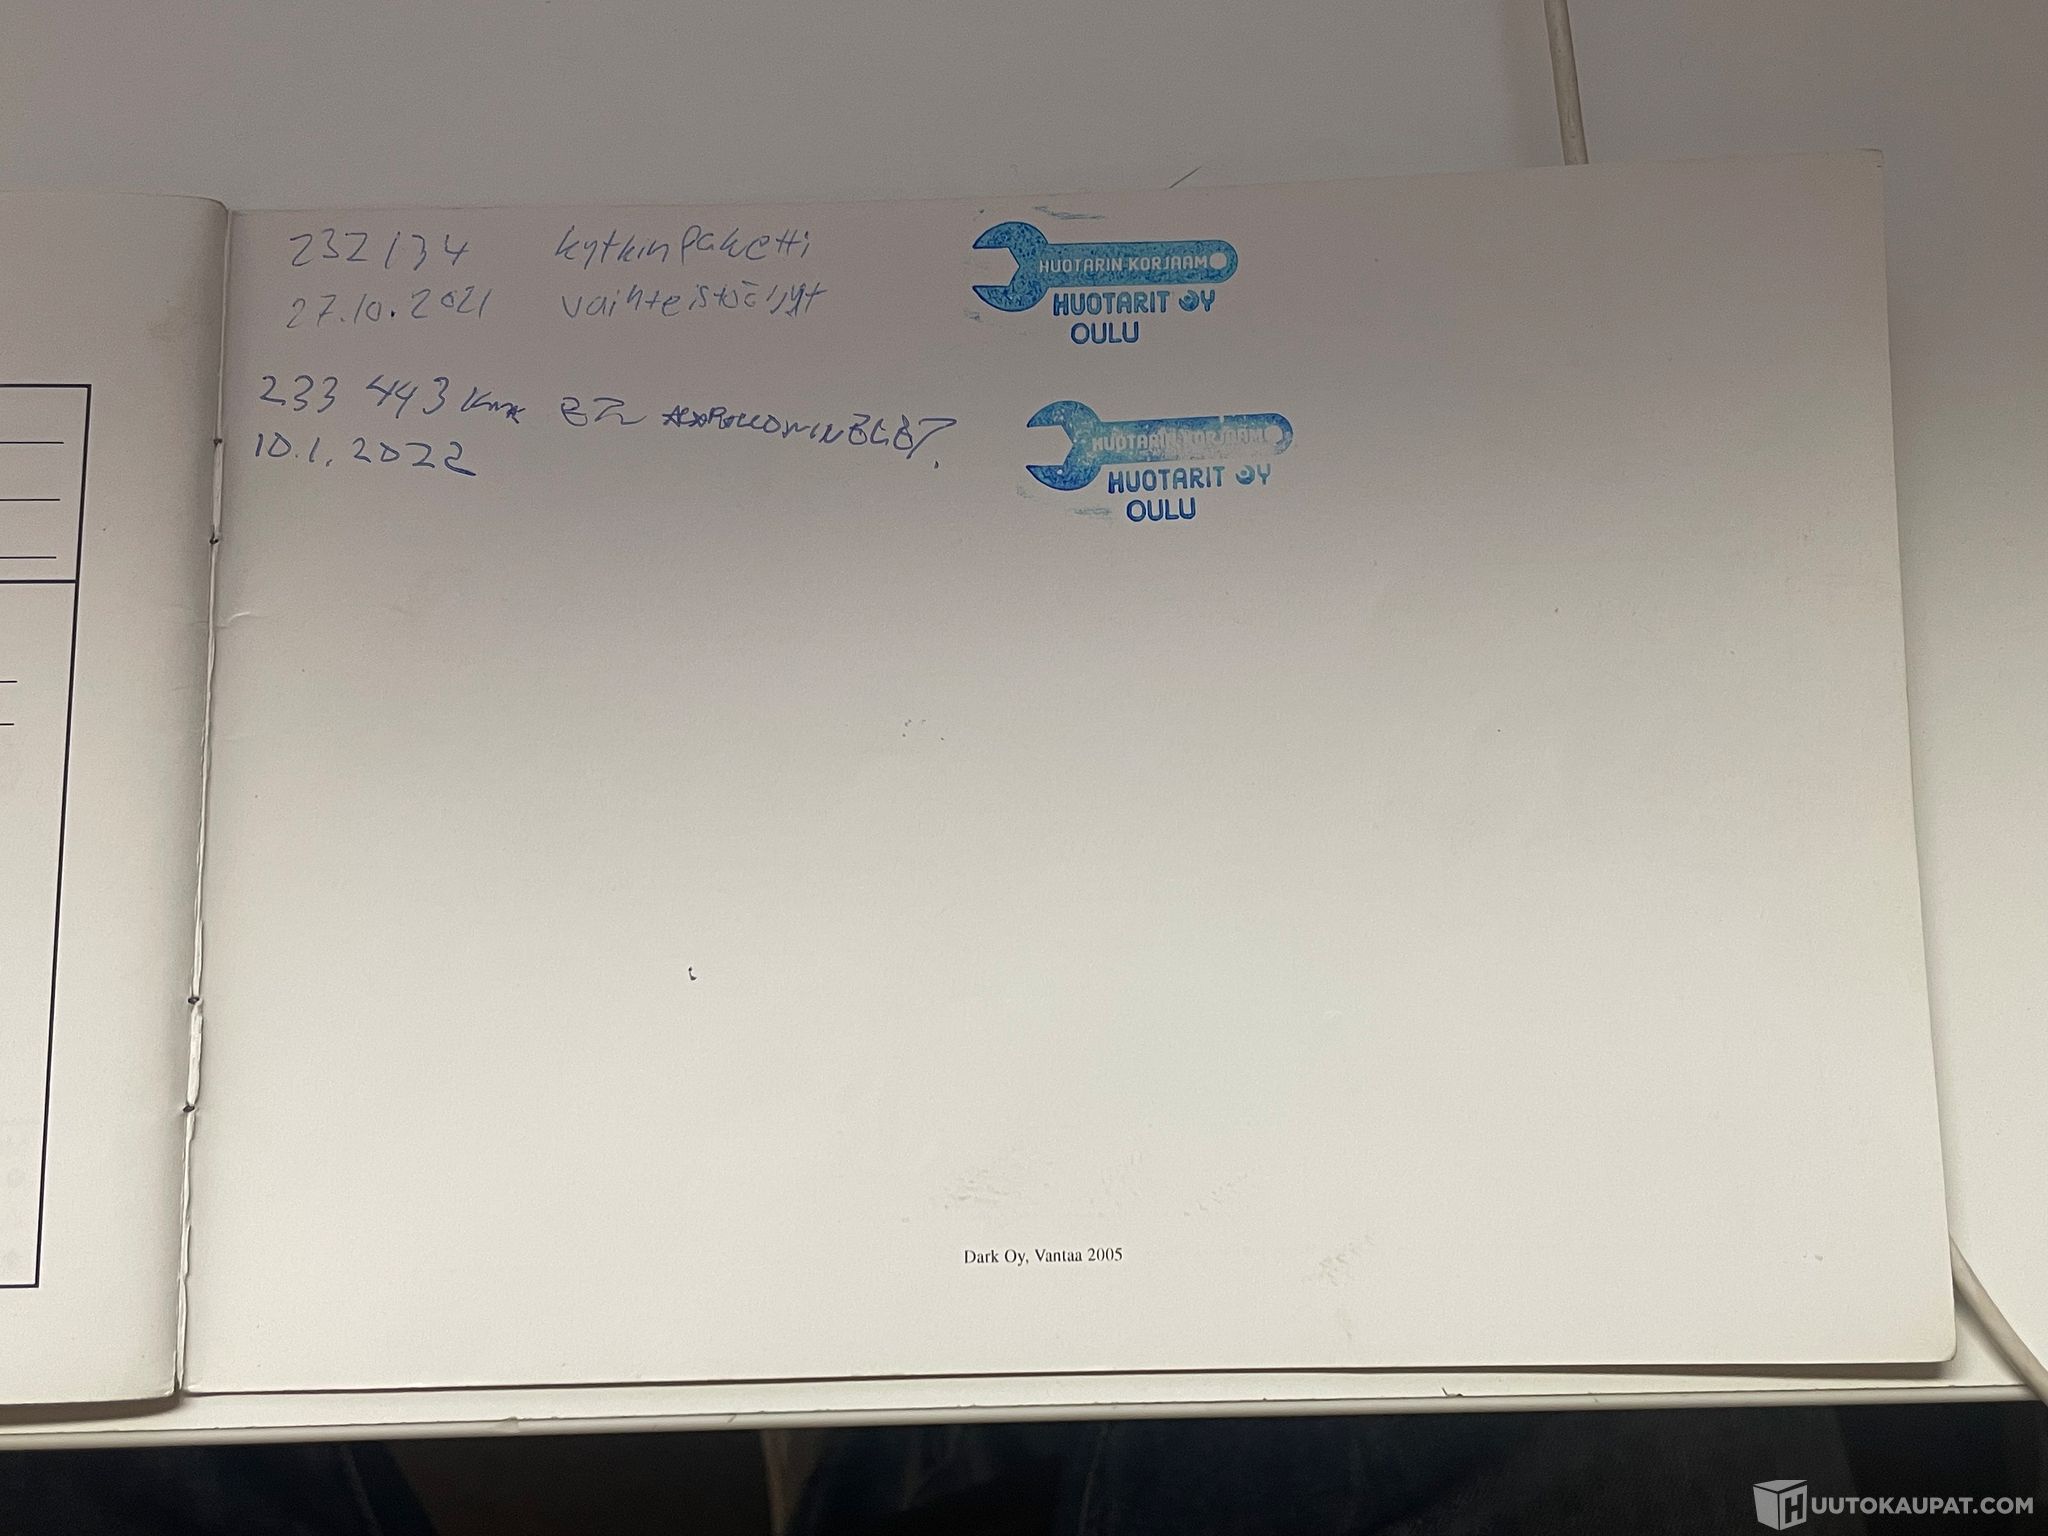 232134 kytkinpaketti
27.10.2021 vaihteistoöljyt
HUOTARIN KORJAAMO
HUOTARIT OY
OULU
233 443 km
10.1.2022
HUOTARIN KORJAAMO
HUOTARIT OY
OULU
Dark Oy, Vantaa 2005
HUUTOKAUPAT.COM